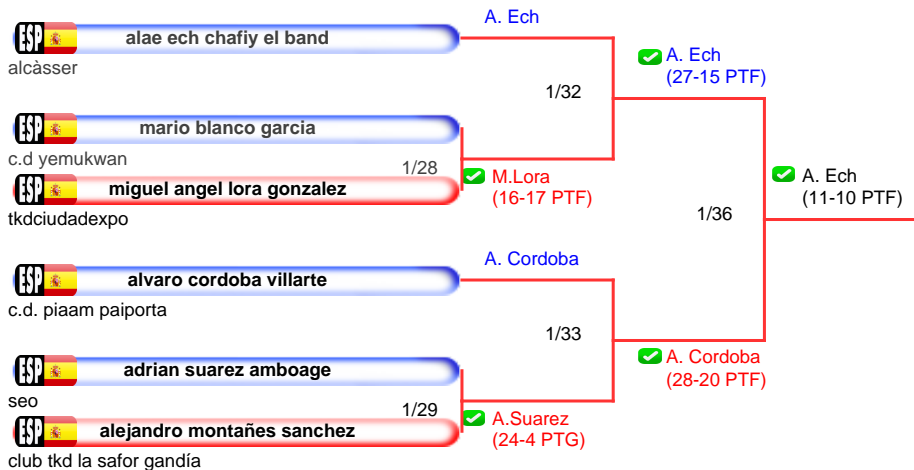 A. Ech
ESP
alae ech chafiy el band
alcàsser
A. Ech
(27-15 PTF)
1/32
ESP
mario blanco garcia
c.d yemukwan
1/28
ESP
miguel angel lora gonzalez
tkdciudadexpo
M.Lora
(16-17 PTF)
A. Ech
(11-10 PTF)
1/36
A. Cordoba
ESP
alvaro cordoba villarte
c.d. piaam paiporta
1/33
A. Cordoba
(28-20 PTF)
ESP
adrian suarez amboage
seo
1/29
ESP
alejandro montañes sanchez
club tkd la safor gandía
A.Suarez
(24-4 PTG)